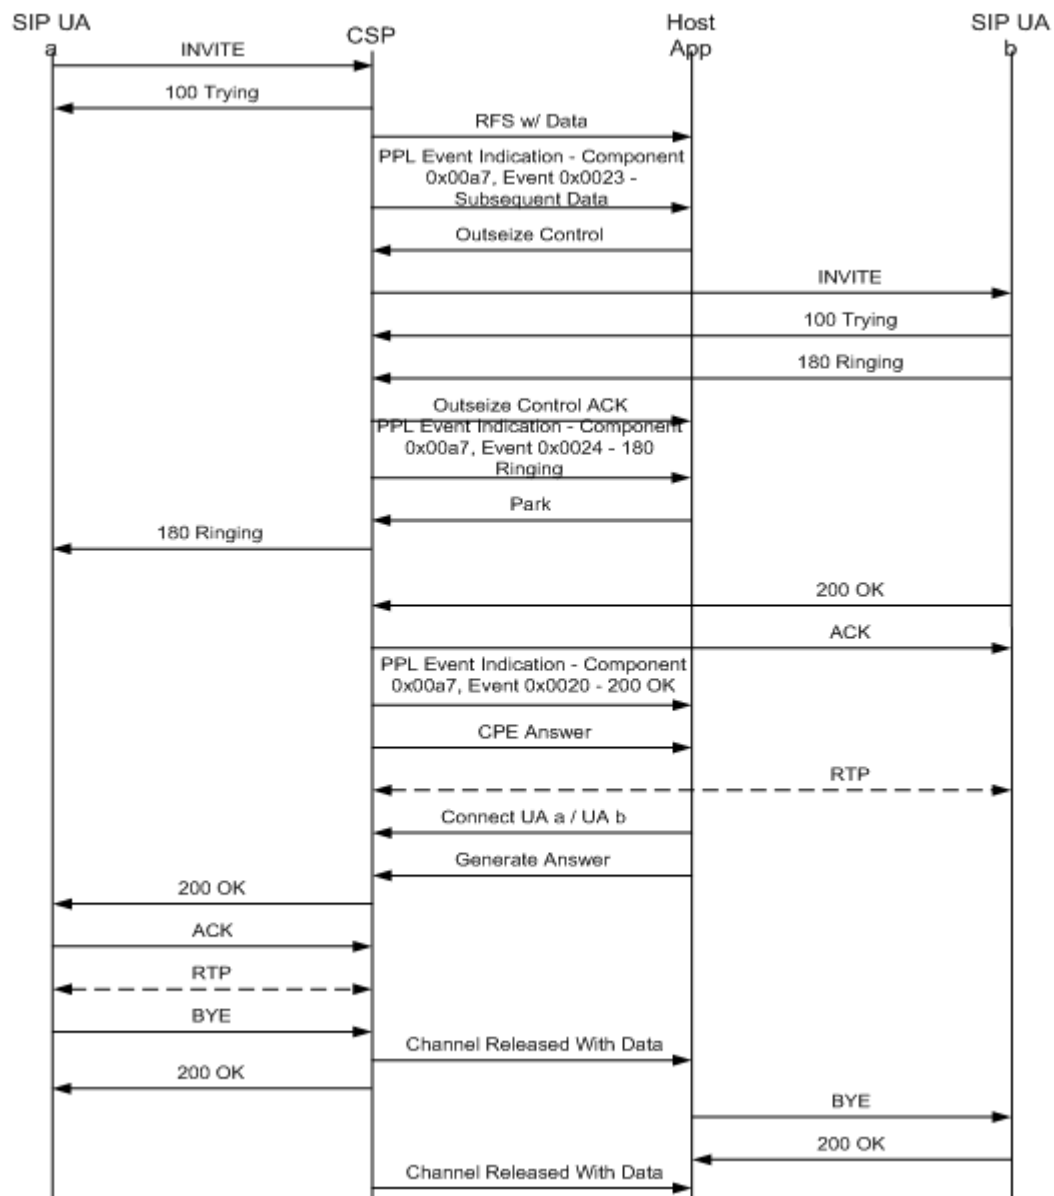 SIP UA
a
CSP
Host
App
SIP UA
b
INVITE
100 Trying
RFS w/ Data
PPL Event Indication - Component
0x00a7, Event 0x0023 -
Subsequent Data
Outseize Control
INVITE
100 Trying
180 Ringing
Outseize Control ACK
PPL Event Indication - Component
0x00a7, Event 0x0024 - 180
Ringing
Park
180 Ringing
200 OK
ACK
PPL Event Indication - Component
0x00a7, Event 0x0020 - 200 OK
CPE Answer
RTP
Connect UA a / UA b
Generate Answer
200 OK
ACK
RTP
BYE
Channel Released With Data
200 OK
BYE
200 OK
Channel Released With Data